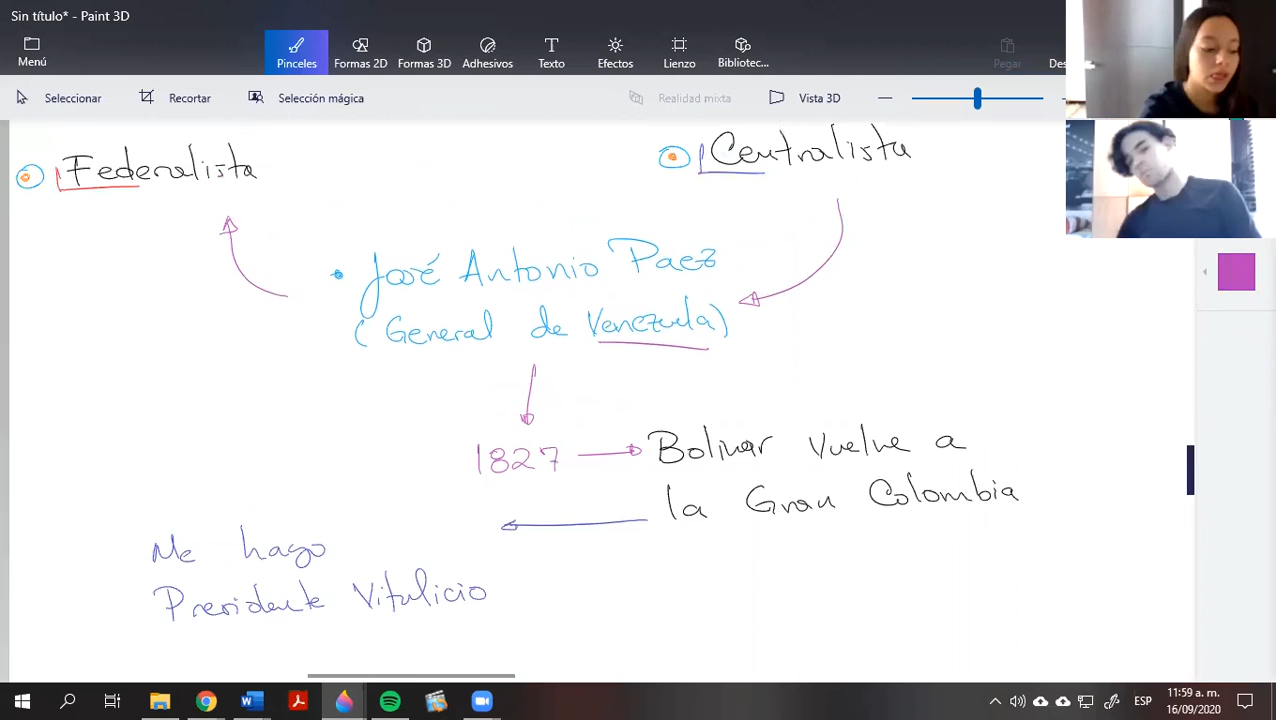 Sin título* - Paint 3D
Menú
Pinceles
Formas 2D
Formas 3D
Adhesivos
Texto
Efectos
Lienzo
Bibliotec...
Pegar
Des
Seleccionar
Recortar
Selección mágica
Realidad mixta
Vista 3D
Federalista
Centralista
José Antonio Paez
(General de Venezuela)
1827
Bolivar vuelve a
la Gran Colombia
Me hago
Presidente Vitalicio
ESP
11:59 a. m.
16/09/2020